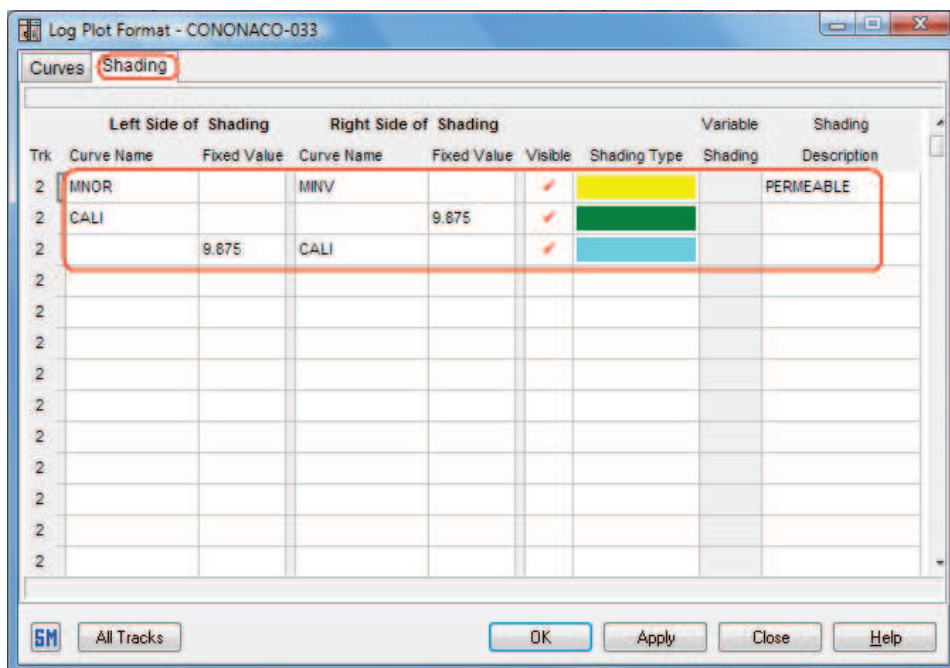 Log Plot Format - CONONACO-033
Curves Shading
Left Side of Shading Right Side of Shading Variable Shading
Trk Curve Name Fixed Value Curve Name Fixed Value Visible Shading Type Shading Description
2 MNOR MINV PERMEABLE
2 CALI 9.875
2 9.875 CALI
2
2
2
2
2
2
2
2
2
2
SM All Tracks OK Apply Close Help